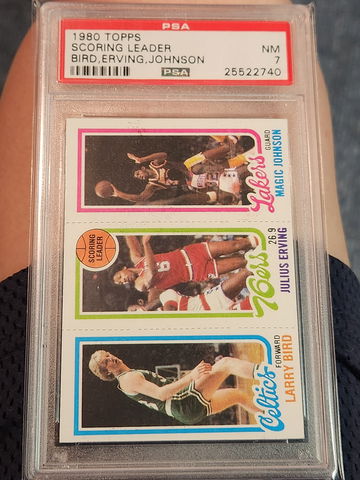 PSA
1980 TOPPS
SCORING LEADER
BIRD,ERVING,JOHNSON
NM
7
PSA
25522740
Lakers
GUARD
MAGIC JOHNSON
SCORING
LEADER
6
76ers
26.9
JULIUS ERVING
Celtics
FORWARD
LARRY BIRD